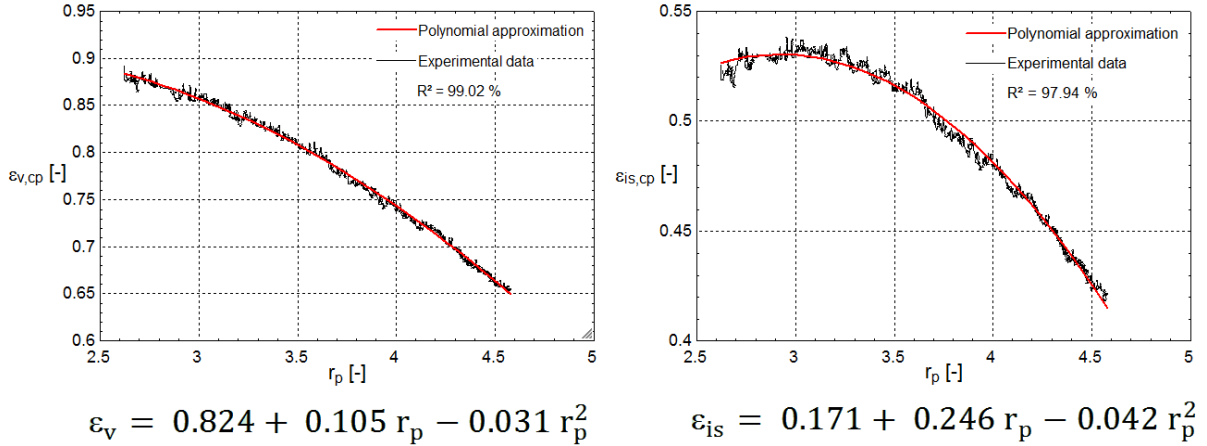 0.95
0.9
0.85
0.8
εv,cp [-]
0.75
0.7
0.65
0.6
2.5 3 3.5 4 4.5 5
rp [-]
Polynomial approximation
Experimental data
R² = 99.02 %
εv = 0.824 + 0.105 rp − 0.031 rp²
0.55
0.5
εis,cp [-]
0.45
0.4
2.5 3 3.5 4 4.5 5
rp [-]
Polynomial approximation
Experimental data
R² = 97.94 %
εis = 0.171 + 0.246 rp − 0.042 rp²